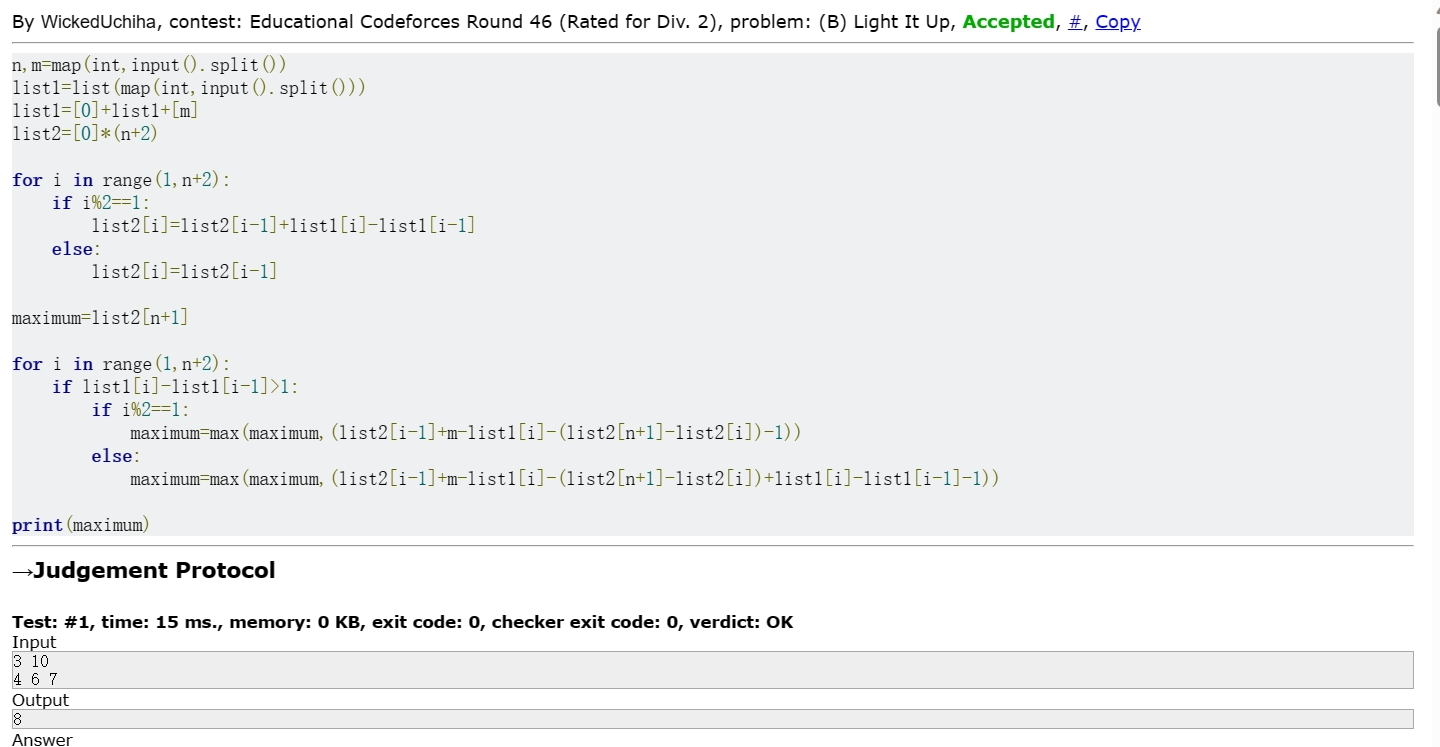 By WickedUchiha, contest: Educational Codeforces Round 46 (Rated for Div. 2), problem: (B) Light It Up, Accepted, #, Copy
n,m=map(int,input().split())
list1=list(map(int,input().split()))
list1=[0]+list1+[m]
list2=[0]*(n+2)
for i in range(1,n+2):
    if i%2==1:
        list2[i]=list2[i-1]+list1[i]-list1[i-1]
    else:
        list2[i]=list2[i-1]
maximum=list2[n+1]
for i in range(1,n+2):
    if list1[i]-list1[i-1]>1:
        if i%2==1:
            maximum=max(maximum,(list2[i-1]+m-list1[i]-(list2[n+1]-list2[i])-1))
        else:
            maximum=max(maximum,(list2[i-1]+m-list1[i]-(list2[n+1]-list2[i])+list1[i]-list1[i-1]-1))
print(maximum)
→Judgement Protocol
Test: #1, time: 15 ms., memory: 0 KB, exit code: 0, checker exit code: 0, verdict: OK
Input
3 10
4 6 7
Output
8
Answer